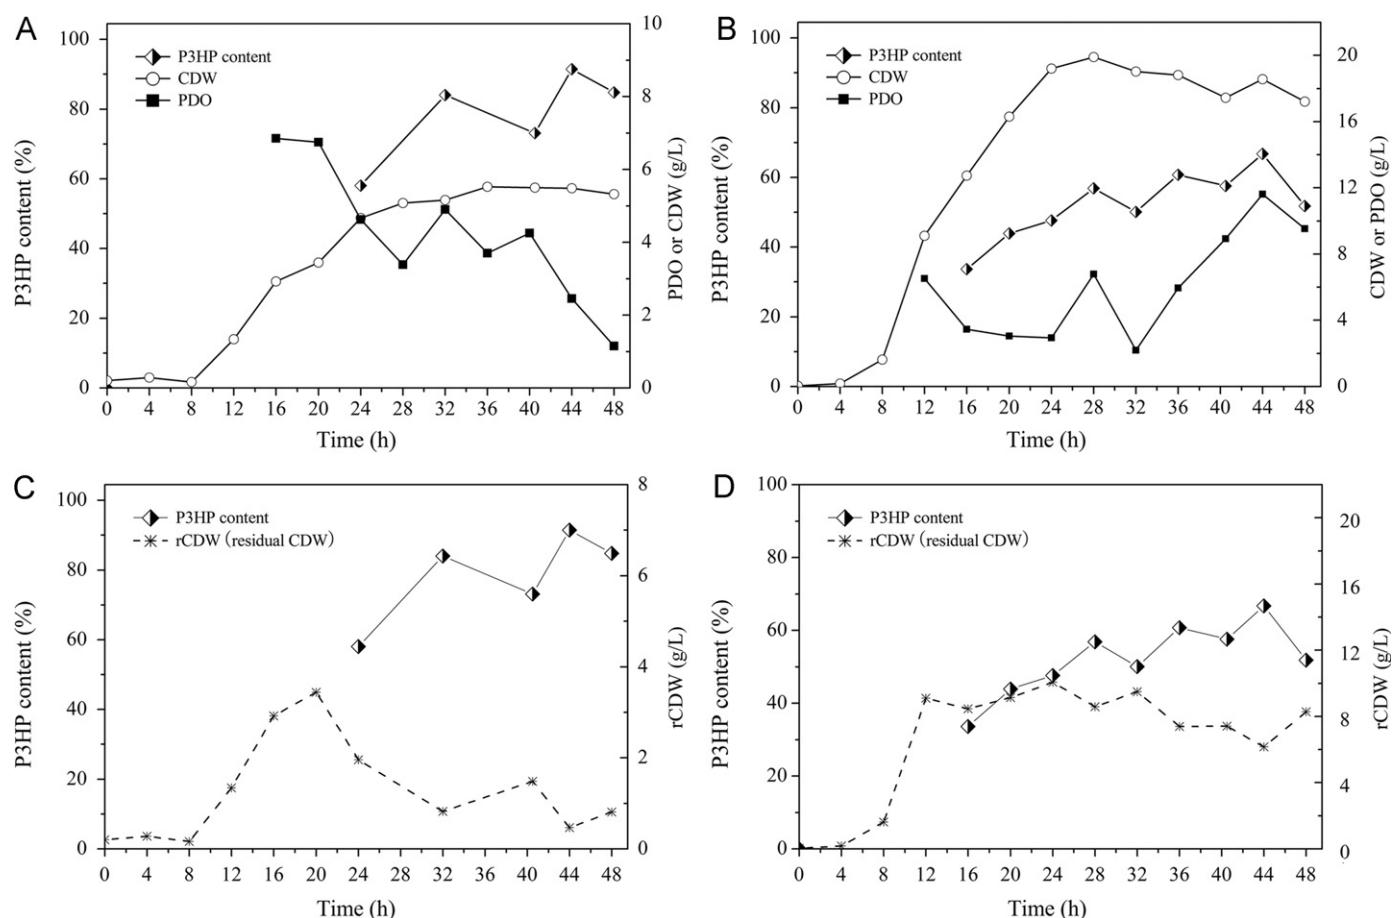 A
P3HP content
CDW
PDO
P3HP content (%)
100
80
60
40
20
0
10
8
6
4
2
0
PDO or CDW (g/L)
0 4 8 12 16 20 24 28 32 36 40 44 48
Time (h)
B
P3HP content
CDW
PDO
P3HP content (%)
100
80
60
40
20
0
20
16
12
8
4
0
CDW or PDO (g/L)
0 4 8 12 16 20 24 28 32 36 40 44 48
Time (h)
C
P3HP content
rCDW (residual CDW)
P3HP content (%)
100
80
60
40
20
0
8
6
4
2
0
rCDW (g/L)
0 4 8 12 16 20 24 28 32 36 40 44 48
Time (h)
D
P3HP content
rCDW (residual CDW)
P3HP content (%)
100
80
60
40
20
0
20
16
12
8
4
0
rCDW (g/L)
0 4 8 12 16 20 24 28 32 36 40 44 48
Time (h)